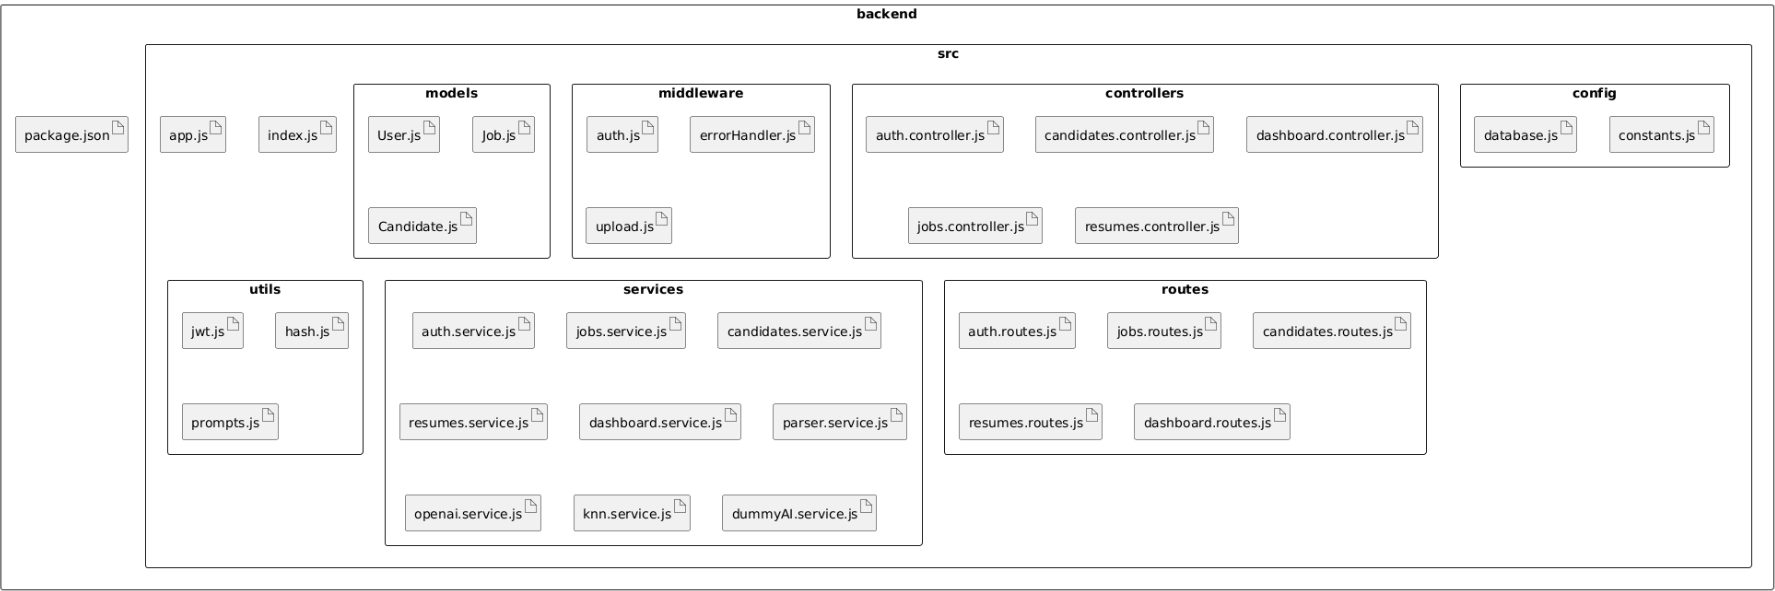 backend
src
package.json
app.js
index.js
models
User.js
Job.js
Candidate.js
middleware
auth.js
errorHandler.js
upload.js
controllers
auth.controller.js
candidates.controller.js
dashboard.controller.js
jobs.controller.js
resumes.controller.js
config
database.js
constants.js
utils
jwt.js
hash.js
prompts.js
services
auth.service.js
jobs.service.js
candidates.service.js
resumes.service.js
dashboard.service.js
parser.service.js
openai.service.js
knn.service.js
dummyAI.service.js
routes
auth.routes.js
jobs.routes.js
candidates.routes.js
resumes.routes.js
dashboard.routes.js